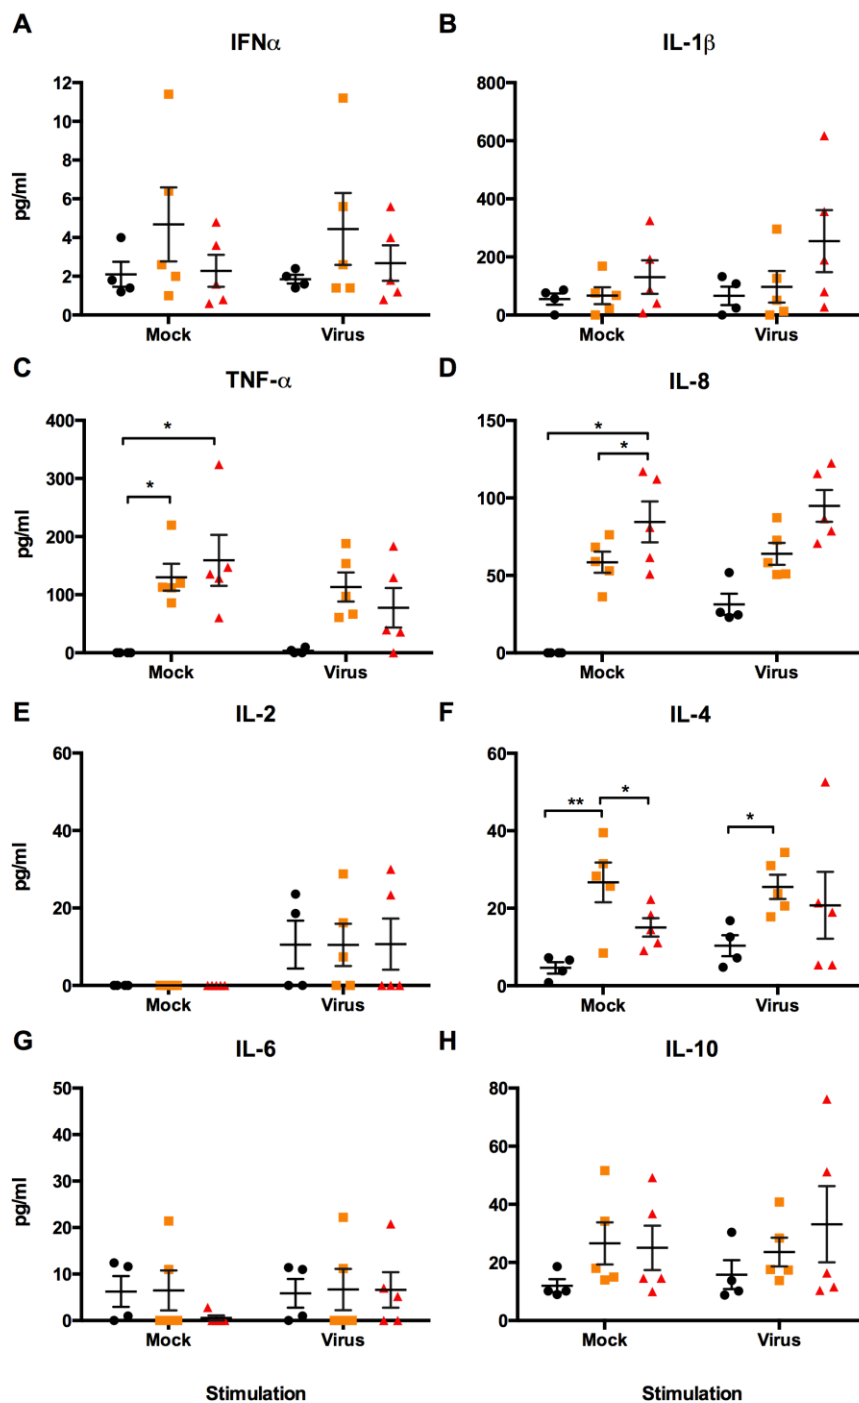 A
IFNα
12
10
8
6
4
2
0
pg/ml
Mock
Virus
B
IL-1β
800
600
400
200
0
Mock
Virus
C
TNF-α
400
300
200
100
0
pg/ml
*
*
Mock
Virus
D
IL-8
150
100
50
0
*
*
Mock
Virus
E
IL-2
60
40
20
0
pg/ml
Mock
Virus
F
IL-4
60
40
20
0
**
*
*
Mock
Virus
G
IL-6
50
40
30
20
10
0
pg/ml
Mock
Virus
Stimulation
H
IL-10
80
60
40
20
0
Mock
Virus
Stimulation